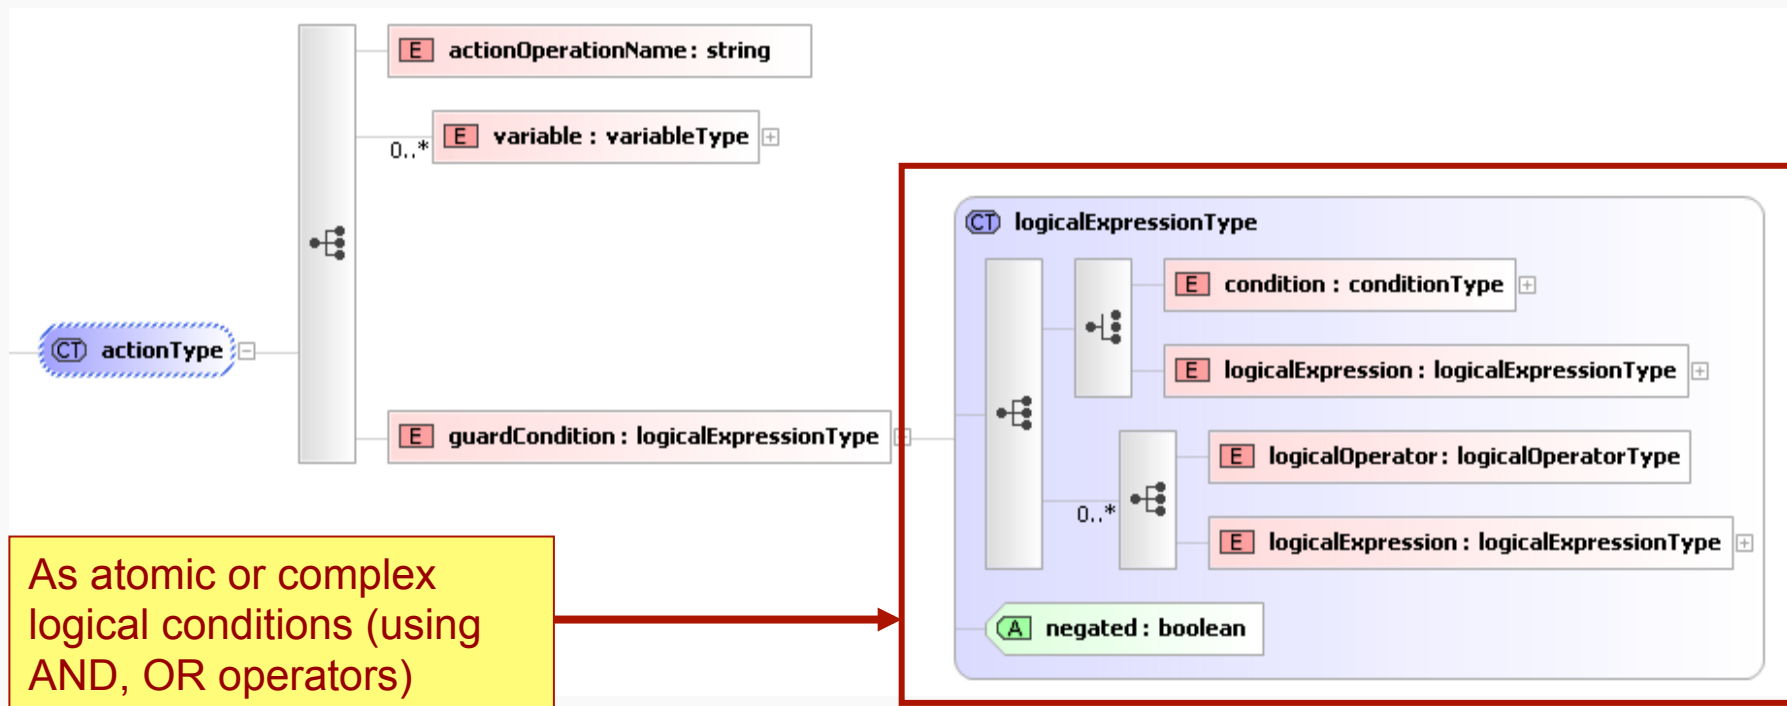 E actionOperationName : string
0..* E variable : variableType
CT logicalExpressionType
E condition : conditionType
CT actionType
E logicalExpression : logicalExpressionType
E guardCondition : logicalExpressionType
E logicalOperator : logicalOperatorType
0..*
E logicalExpression : logicalExpressionType
A negated : boolean
As atomic or complex
logical conditions (using
AND, OR operators)